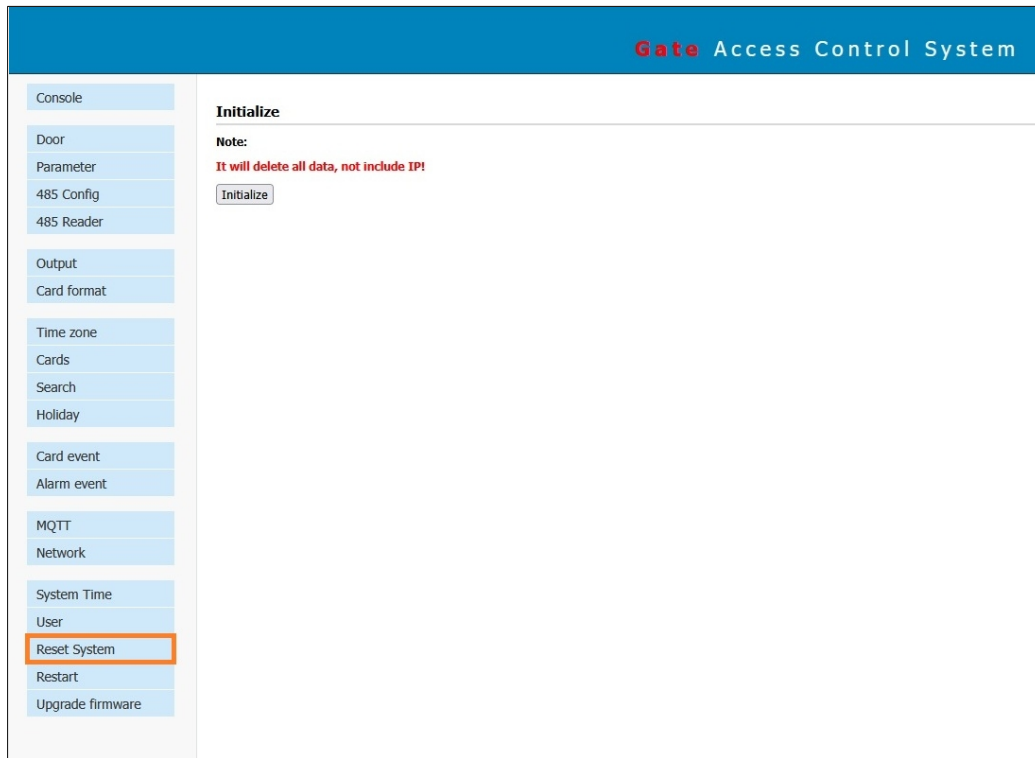 Gate Access Control System
Console
Door
Parameter
485 Config
485 Reader
Output
Card format
Time zone
Cards
Search
Holiday
Card event
Alarm event
MQTT
Network
System Time
User
Reset System
Restart
Upgrade firmware
Initialize
Note:
It will delete all data, not include IP!
Initialize